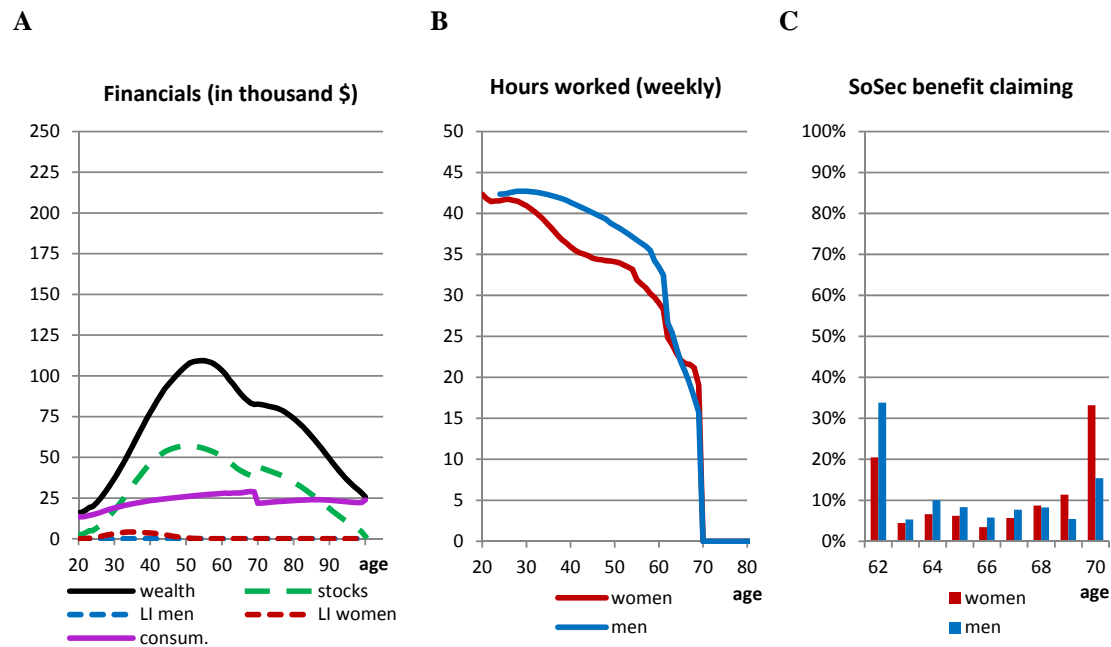 A
B
C
Financials (in thousand $)
250
225
200
175
150
125
100
75
50
25
0
20 30 40 50 60 70 80 90 age
wealth
stocks
LI men
LI women
consum.
Hours worked (weekly)
50
45
40
35
30
25
20
15
10
5
0
20 30 40 50 60 70 80
age
women
men
SoSec benefit claiming
100%
90%
80%
70%
60%
50%
40%
30%
20%
10%
0%
62 64 66 68 70
age
women
men